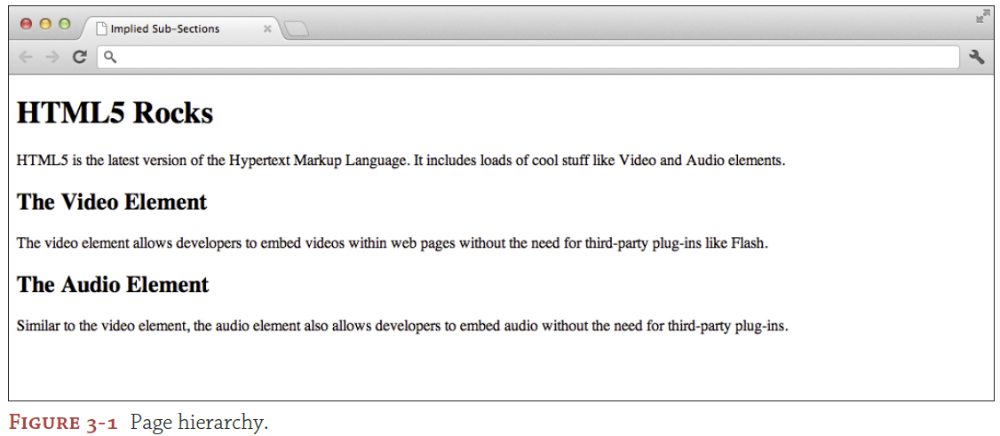 Implied Sub-Sections
HTML5 Rocks
HTML5 is the latest version of the Hypertext Markup Language. It includes loads of cool stuff like Video and Audio elements.
The Video Element
The video element allows developers to embed videos within web pages without the need for third-party plug-ins like Flash.
The Audio Element
Similar to the video element, the audio element also allows developers to embed audio without the need for third-party plug-ins.
FIGURE 3-1 Page hierarchy.